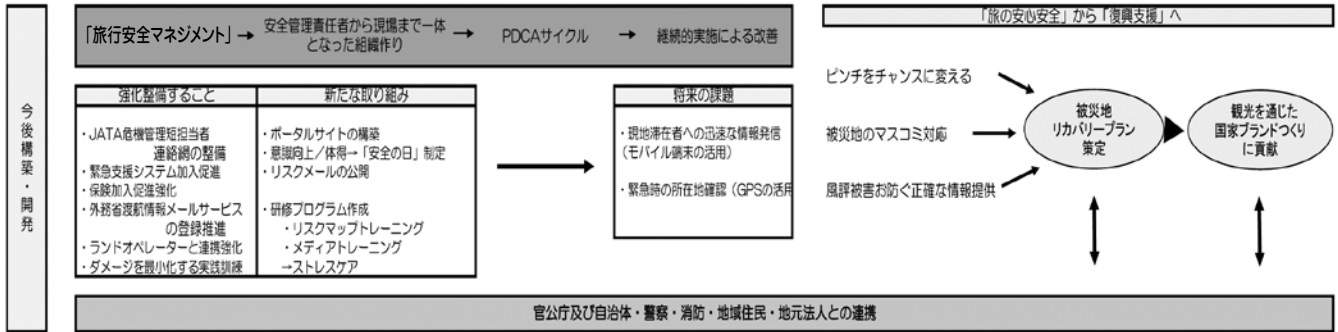 今後構築・開発
「旅行安全マネジメント」 → 安全管理責任者から現場まで一体
となった組織作り → PDCAサイクル → 継続的実施による改善
強化整備すること
・JATA危機管理短担当者
連絡網の整備
・緊急支援システム加入促進
・保険加入促進強化
・外務省渡航情報メールサービス
の登録推進
・ランドオペレーターと連携強化
・ダメージを最小化する実践訓練
新たな取り組み
・ポータルサイトの構築
・意識向上/体得→「安全の日」制定
・リスクメールの公開
・研修プログラム作成
・リスクマップトレーニング
・メディアトレーニング
→ストレスケア
将来の課題
・現地滞在者への迅速な情報発信
(モバイル端末の活用)
・緊急時の所在地確認(GPSの活用
「旅の安心安全」から「復興支援」へ
ピンチをチャンスに変える
被災地のマスコミ対応
風評被害お防ぐ正確な情報提供
被災地
リカバリープラン
策定
観光を通じた
国家ブランドつくり
に貢献
官公庁及び自治体・警察・消防・地域住民・地元法人との連携